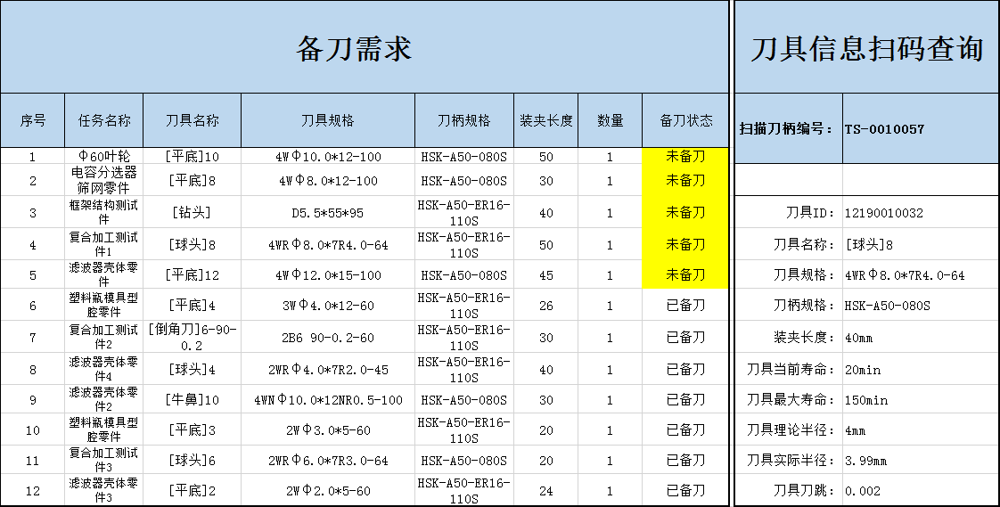 备刀需求
序号 任务名称 刀具名称 刀具规格 刀柄规格 装夹长度 数量 备刀状态
1 Φ60叶轮 [平底]10 4WΦ10.0*12-100 HSK-A50-080S 50 1 未备刀
2 电容分选器筛网零件 [平底]8 4WΦ8.0*12-100 HSK-A50-080S 30 1 未备刀
3 框架结构测试件 [钻头] D5.5*55*95 HSK-A50-ER16-110S 40 1 未备刀
4 复合加工测试件1 [球头]8 4WRΦ8.0*7R4.0-64 HSK-A50-ER16-110S 50 1 未备刀
5 滤波器壳体零件 [平底]12 4WΦ12.0*15-100 HSK-A50-080S 45 1 未备刀
6 塑料瓶模具型腔零件 [平底]4 3WΦ4.0*12-60 HSK-A50-ER16-110S 26 1 已备刀
7 复合加工测试件2 [倒角刀]6-90-0.2 2B6 90-0.2-60 HSK-A50-ER16-110S 30 1 已备刀
8 滤波器壳体零件4 [球头]4 2WRΦ4.0*7R2.0-45 HSK-A50-ER16-110S 40 1 已备刀
9 滤波器壳体零件2 [牛鼻]10 4WNΦ10.0*12NR0.5-100 HSK-A50-080S 30 1 已备刀
10 塑料瓶模具型腔零件 [平底]3 2WΦ3.0*5-60 HSK-A50-ER16-110S 20 1 已备刀
11 复合加工测试件3 [球头]6 2WRΦ6.0*7R3.0-64 HSK-A50-080S 20 1 已备刀
12 滤波器壳体零件3 [平底]2 2WΦ2.0*5-60 HSK-A50-ER16-110S 24 1 已备刀
刀具信息扫码查询
扫描刀柄编号: TS-0010057
刀具ID: 12190010032
刀具名称: [球头]8
刀具规格: 4WRΦ8.0*7R4.0-64
刀柄规格: HSK-A50-080S
装夹长度: 40mm
刀具当前寿命: 20min
刀具最大寿命: 150min
刀具理论半径: 4mm
刀具实际半径: 3.99mm
刀具刀跳: 0.002